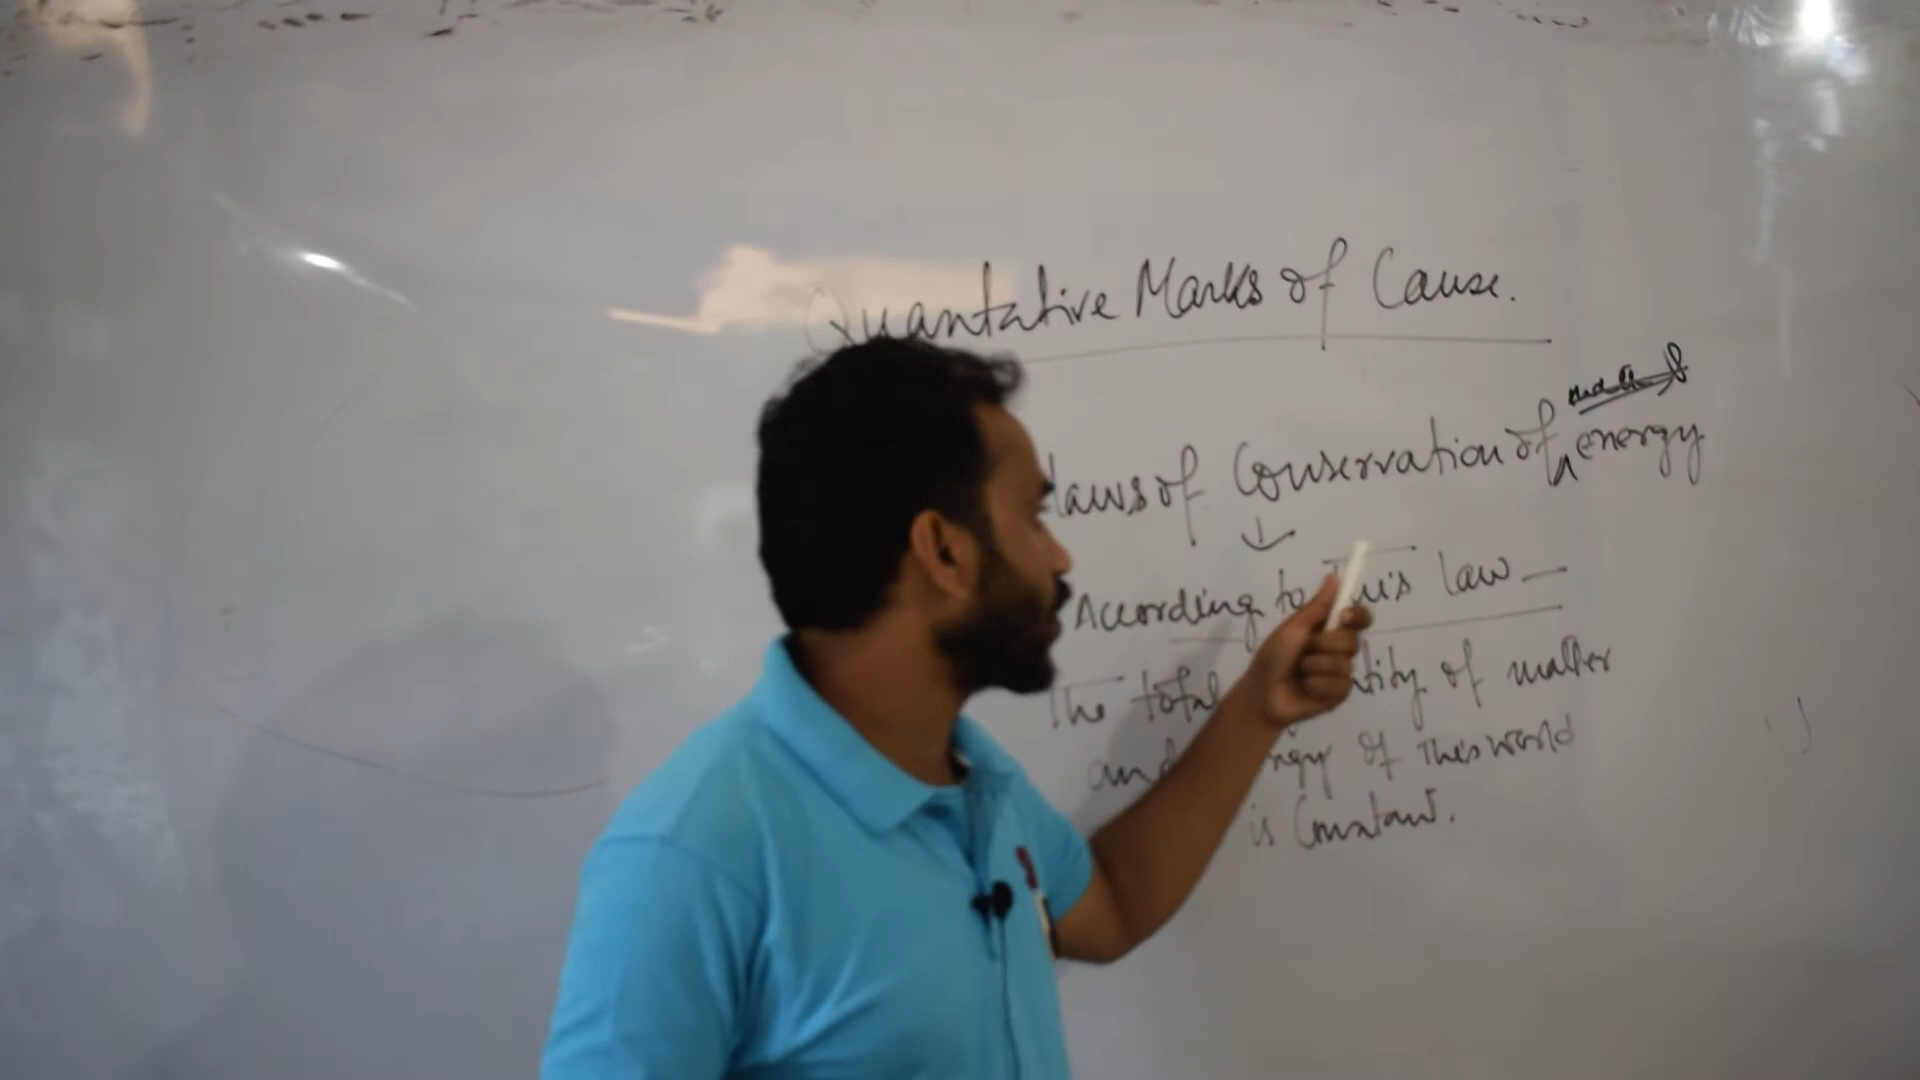 Quantative Marks of Cause.
laws of Conservation of energy
According to This law —
The total of matter
and of This world
is Constant.